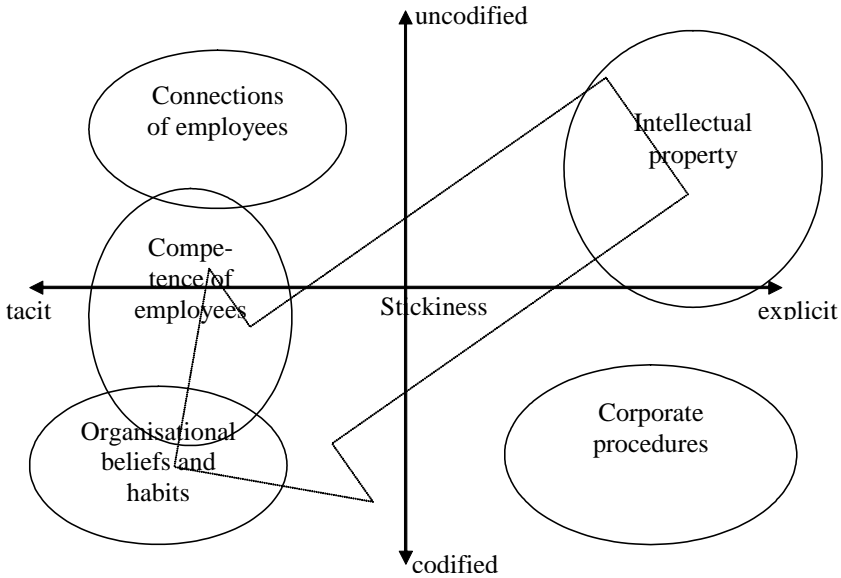 uncodified
Connections
of employees
Intellectual
property
Compe-
tence of
employees
tacit
Stickiness
explicit
Organisational
beliefs and
habits
Corporate
procedures
codified